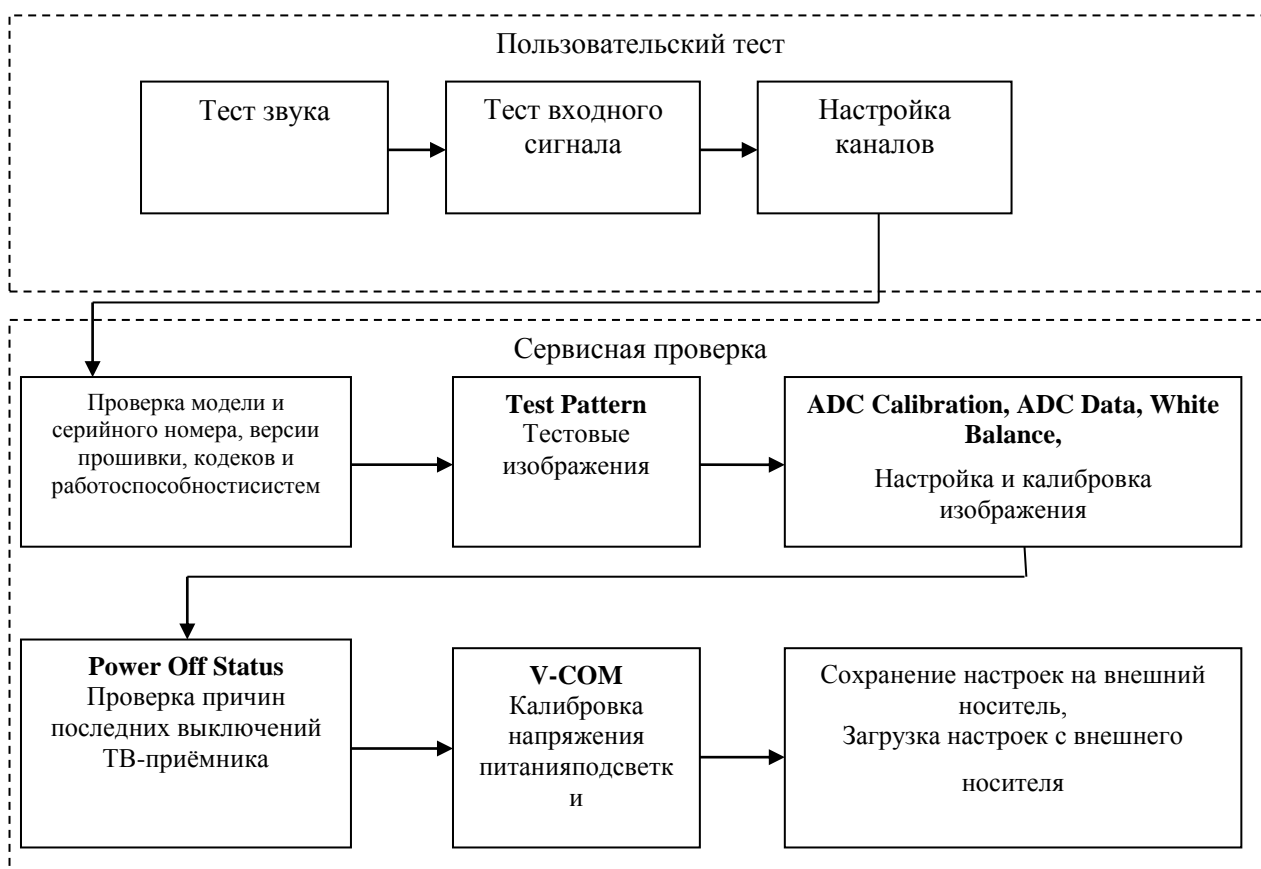 Пользовательский тест
Тест звука
Тест входного
сигнала
Настройка
каналов
Сервисная проверка
Проверка модели и
серийного номера, версии
прошивки, кодеков и
работоспособностисистем
Test Pattern
Тестовые
изображения
ADC Calibration, ADC Data, White
Balance,
Настройка и калибровка
изображения
Power Off Status
Проверка причин
последних выключений
ТВ-приёмника
V-COM
Калибровка
напряжения
питанияподсветк
и
Сохранение настроек на внешний
носитель,
Загрузка настроек с внешнего
носителя